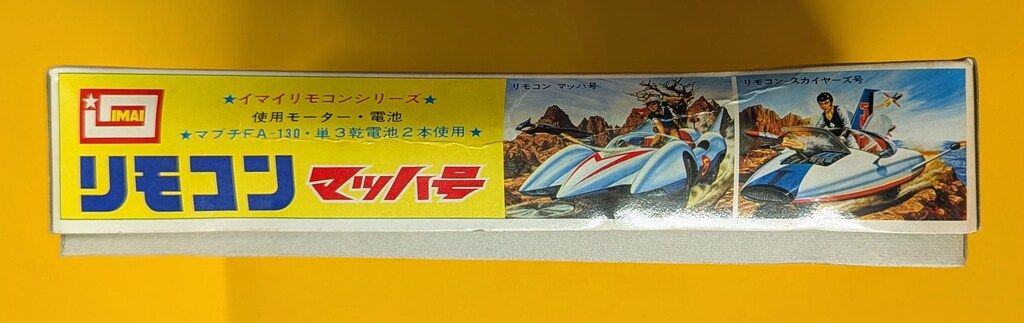 IMAI
★イマイリモコンシリーズ★
使用モーター・電池
★マブチFA-130・単3乾電池2本使用★
リモコン マッハ号
リモコン マッハ号
リモコン スカイヤーズ号